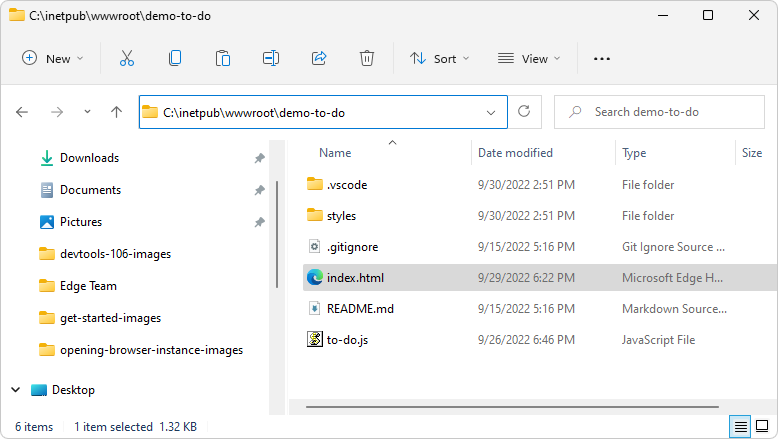 C:\inetpub\wwwroot\demo-to-do
New Sort View
C:\inetpub\wwwroot\demo-to-do Search demo-to-do
Downloads
Documents
Pictures
devtools-106-images
Edge Team
get-started-images
opening-browser-instance-images
Desktop
Name Date modified Type Size
.vscode 9/30/2022 2:51 PM File folder
styles 9/30/2022 2:51 PM File folder
.gitignore 9/15/2022 5:16 PM Git Ignore Source ...
index.html 9/29/2022 6:22 PM Microsoft Edge H...
README.md 9/15/2022 5:16 PM Markdown Source...
to-do.js 9/26/2022 6:46 PM JavaScript File
6 items 1 item selected 1.32 KB